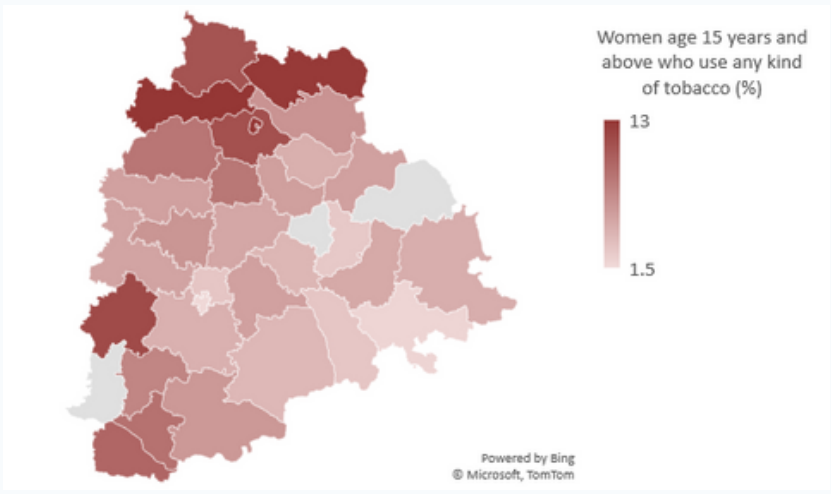 Women age 15 years and
above who use any kind
of tobacco (%)
13
1.5
Powered by Bing
© Microsoft, TomTom